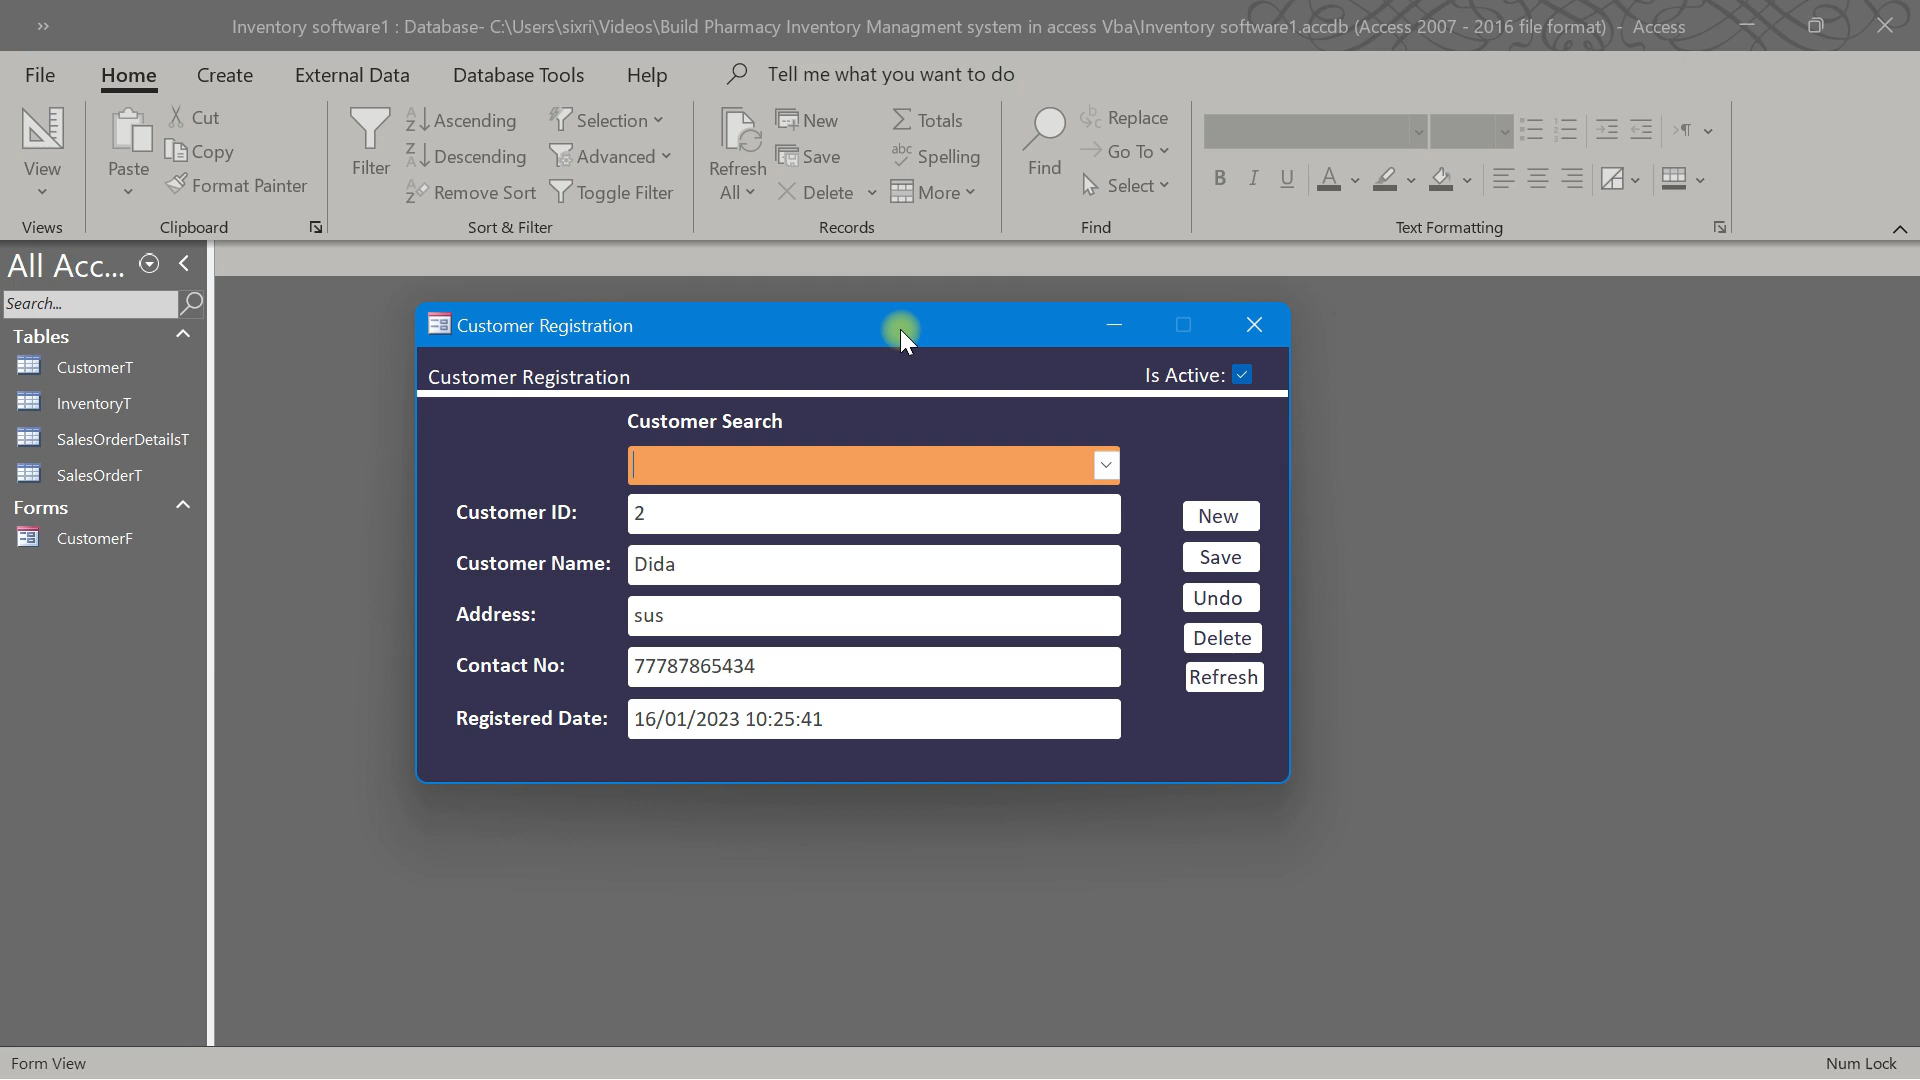 Inventory software1 : Database- C:\Users\sixri\Videos\Build Pharmacy Inventory Managment system in access Vba\Inventory software1.accdb (Access 2007 - 2016 file format) - Access
File Home Create External Data Database Tools Help Tell me what you want to do
View
Views
Paste
Cut
Copy
Format Painter
Clipboard
Filter
Ascending
Descending
Remove Sort
Selection
Advanced
Toggle Filter
Sort & Filter
Refresh
All
New
Save
Delete
Totals
Spelling
More
Records
Find
Replace
Go To
Select
Find
B I U A
Text Formatting
All Acc...
Search...
Tables
CustomerT
InventoryT
SalesOrderDetailsT
SalesOrderT
Forms
CustomerF
Customer Registration
Customer Registration
Is Active:
Customer Search
Customer ID: 2
Customer Name: Dida
Address: sus
Contact No: 77787865434
Registered Date: 16/01/2023 10:25:41
New
Save
Undo
Delete
Refresh
Form View
Num Lock